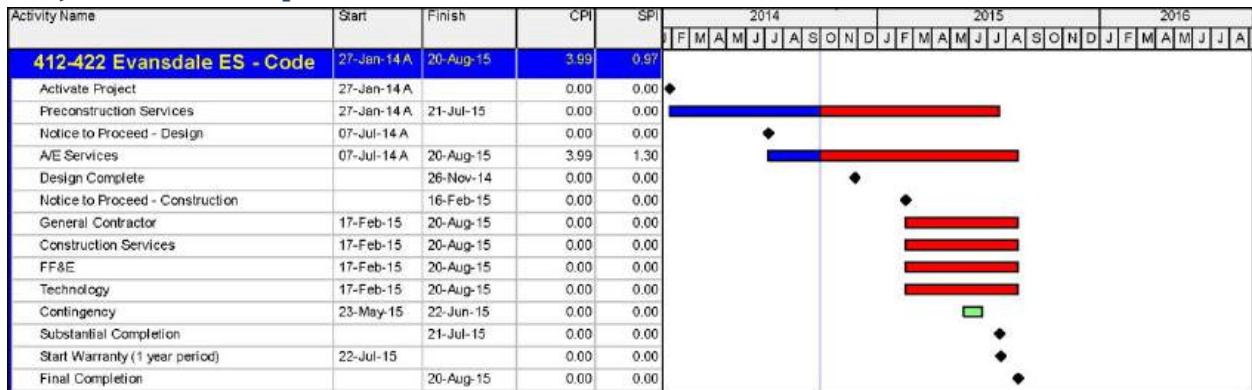 Activity Name Start Finish CPI SPI 2014 2015 2016
J F M A M J J A S O N D J F M A M J J A S O N D J F M A M J J A
412-422 Evansdale ES - Code 27-Jan-14 A 20-Aug-15 3.99 0.97
Activate Project 27-Jan-14 A 0.00 0.00
Preconstruction Services 27-Jan-14 A 21-Jul-15 0.00 0.00
Notice to Proceed - Design 07-Jul-14 A 0.00 0.00
A/E Services 07-Jul-14 A 20-Aug-15 3.99 1.30
Design Complete 26-Nov-14 0.00 0.00
Notice to Proceed - Construction 16-Feb-15 0.00 0.00
General Contractor 17-Feb-15 20-Aug-15 0.00 0.00
Construction Services 17-Feb-15 20-Aug-15 0.00 0.00
FF&E 17-Feb-15 20-Aug-15 0.00 0.00
Technology 17-Feb-15 20-Aug-15 0.00 0.00
Contingency 23-May-15 22-Jun-15 0.00 0.00
Substantial Completion 21-Jul-15 0.00 0.00
Start Warranty (1 year period) 22-Jul-15 0.00 0.00
Final Completion 20-Aug-15 0.00 0.00